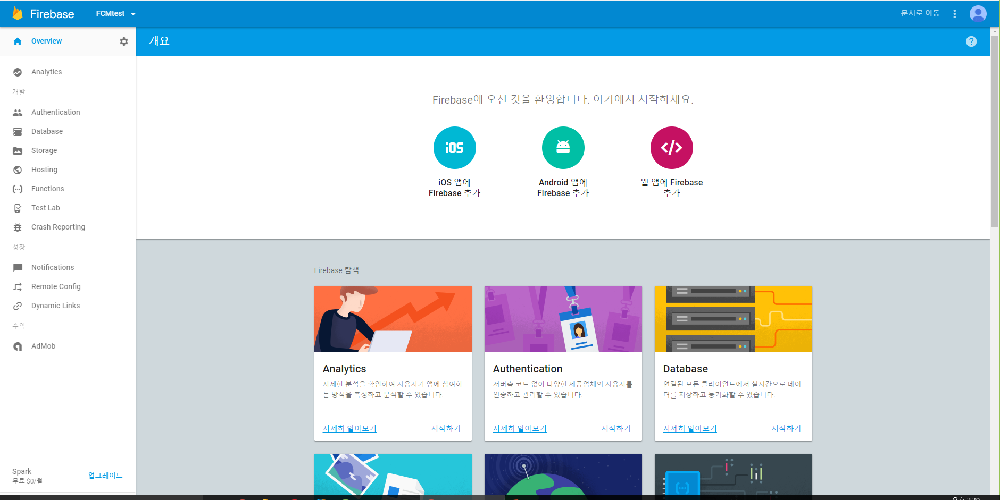 Firebase
FCMtest
문서로 이동
Overview
개요
Analytics
개발
Authentication
Database
Storage
Hosting
Functions
Test Lab
Crash Reporting
성장
Notifications
Remote Config
Dynamic Links
수익
AdMob
Spark
무료 $0/월
업그레이드
Firebase에 오신 것을 환영합니다. 여기에서 시작하세요.
iOS
iOS 앱에
Firebase 추가
Android 앱에
Firebase 추가
</>
웹 앱에 Firebase
추가
Firebase 탐색
Analytics
자세한 분석을 확인하여 사용자가 앱에 참여하
는 방식을 측정하고 분석할 수 있습니다.
자세히 알아보기
시작하기
Authentication
서버측 코드 없이 다양한 제공업체의 사용자를
인증하고 관리할 수 있습니다.
자세히 알아보기
시작하기
Database
연결된 모든 클라이언트에서 실시간으로 데이
터를 저장하고 동기화할 수 있습니다.
자세히 알아보기
시작하기